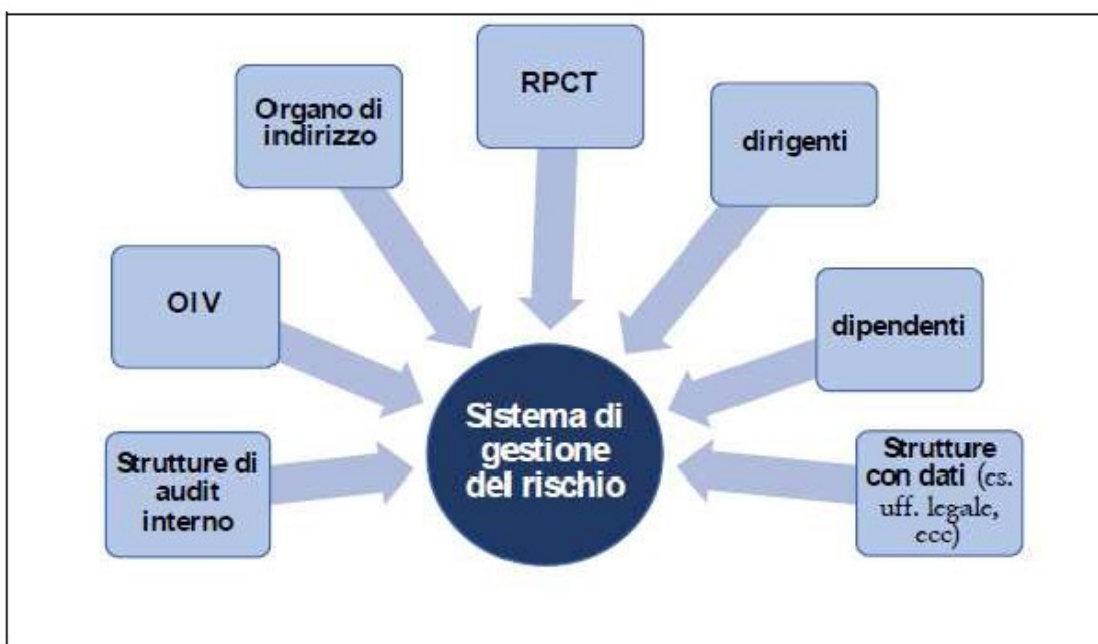 RPCT
Organo di
indirizzo
dirigenti
OIV
dipendenti
Sistema di
gestione
del rischio
Strutture di
audit
interno
Strutture
con dati (es.
uff. legale,
ecc)